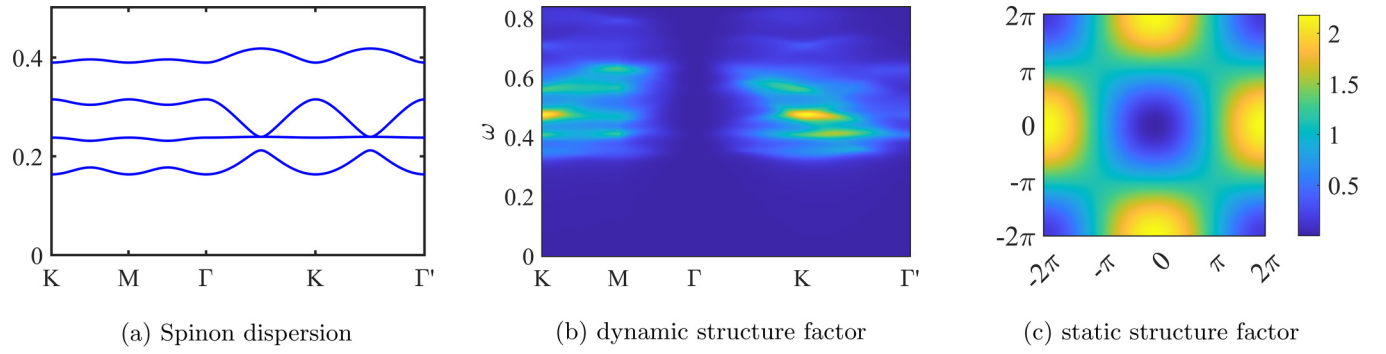 0.4
0.2
0
K M Γ K Γ'
(a) Spinon dispersion
0.8
0.6
ω
0.4
0.2
0
K M Γ K Γ'
(b) dynamic structure factor
2π
π
0
-π
-2π
-2π -π 0 π 2π
2
1.5
1
0.5
(c) static structure factor